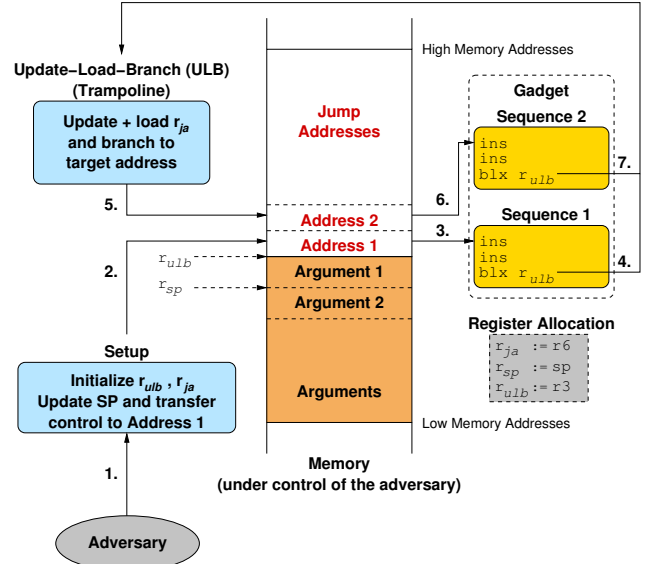 High Memory Addresses
Update–Load–Branch (ULB)
(Trampoline)
Update + load r_ja
and branch to
target address
5.
Jump
Addresses
Address 2
Address 1
Argument 1
Argument 2
Arguments
r_ulb
r_sp
2.
Setup
Initialize r_ulb , r_ja
Update SP and transfer
control to Address 1
1.
Adversary
Memory
(under control of the adversary)
Low Memory Addresses
Gadget
Sequence 2
ins
ins
blx r_ulb
6.
7.
Sequence 1
ins
ins
blx r_ulb
3.
4.
Register Allocation
r_ja := r6
r_sp := sp
r_ulb := r3